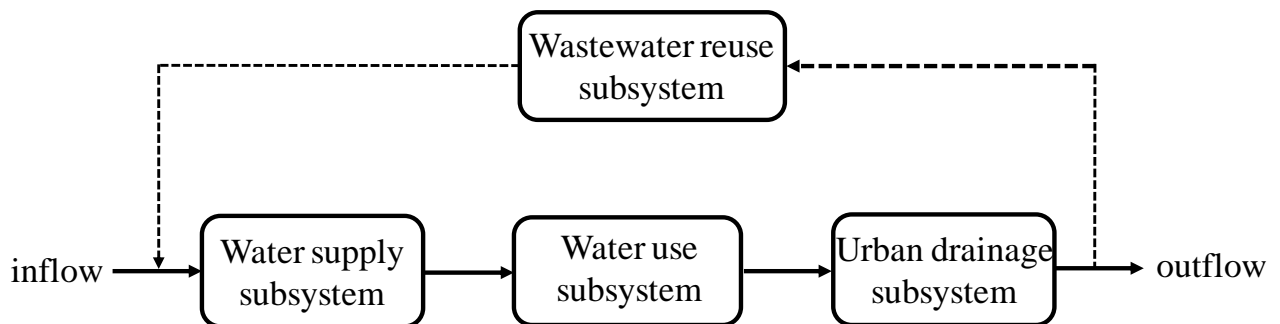 Wastewater reuse
subsystem
inflow
Water supply
subsystem
Water use
subsystem
Urban drainage
subsystem
outflow